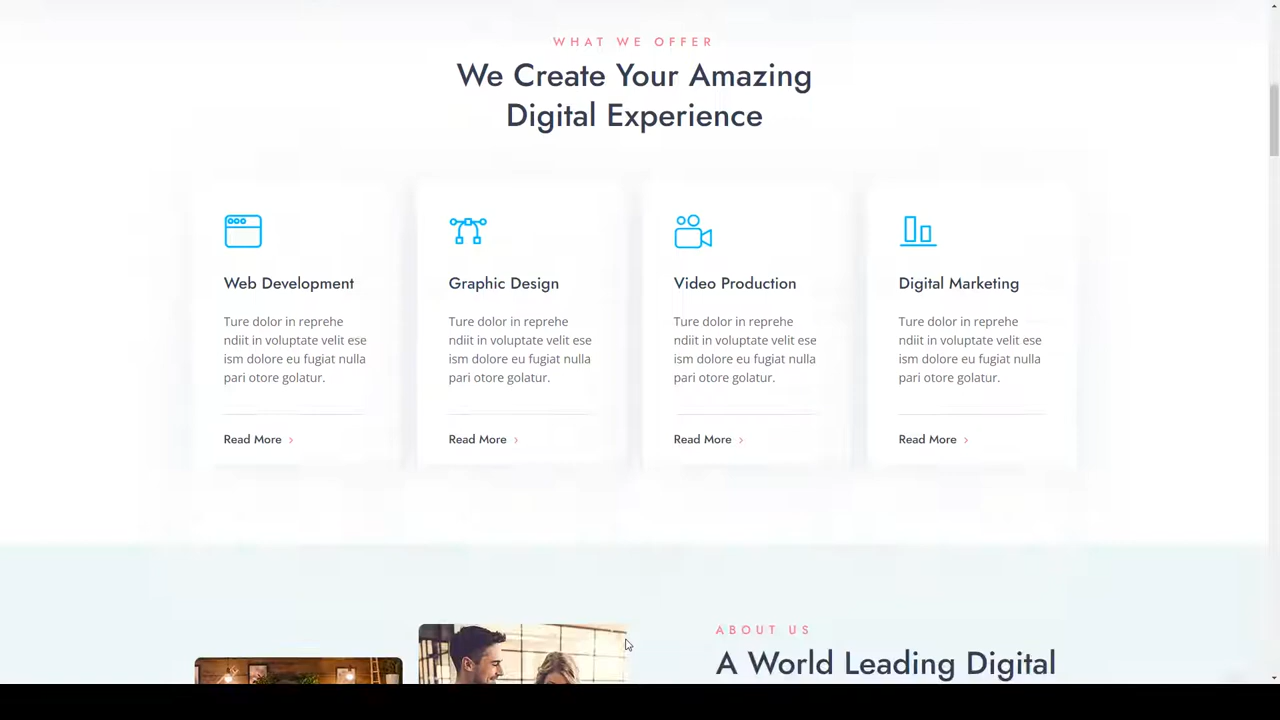 WHAT WE OFFER
We Create Your Amazing
Digital Experience
Web Development
Ture dolor in reprehe
ndiit in voluptate velit ese
ism dolore eu fugiat nulla
pari otore golatur.
Read More
Graphic Design
Ture dolor in reprehe
ndiit in voluptate velit ese
ism dolore eu fugiat nulla
pari otore golatur.
Read More
Video Production
Ture dolor in reprehe
ndiit in voluptate velit ese
ism dolore eu fugiat nulla
pari otore golatur.
Read More
Digital Marketing
Ture dolor in reprehe
ndiit in voluptate velit ese
ism dolore eu fugiat nulla
pari otore golatur.
Read More
ABOUT US
A World Leading Digital